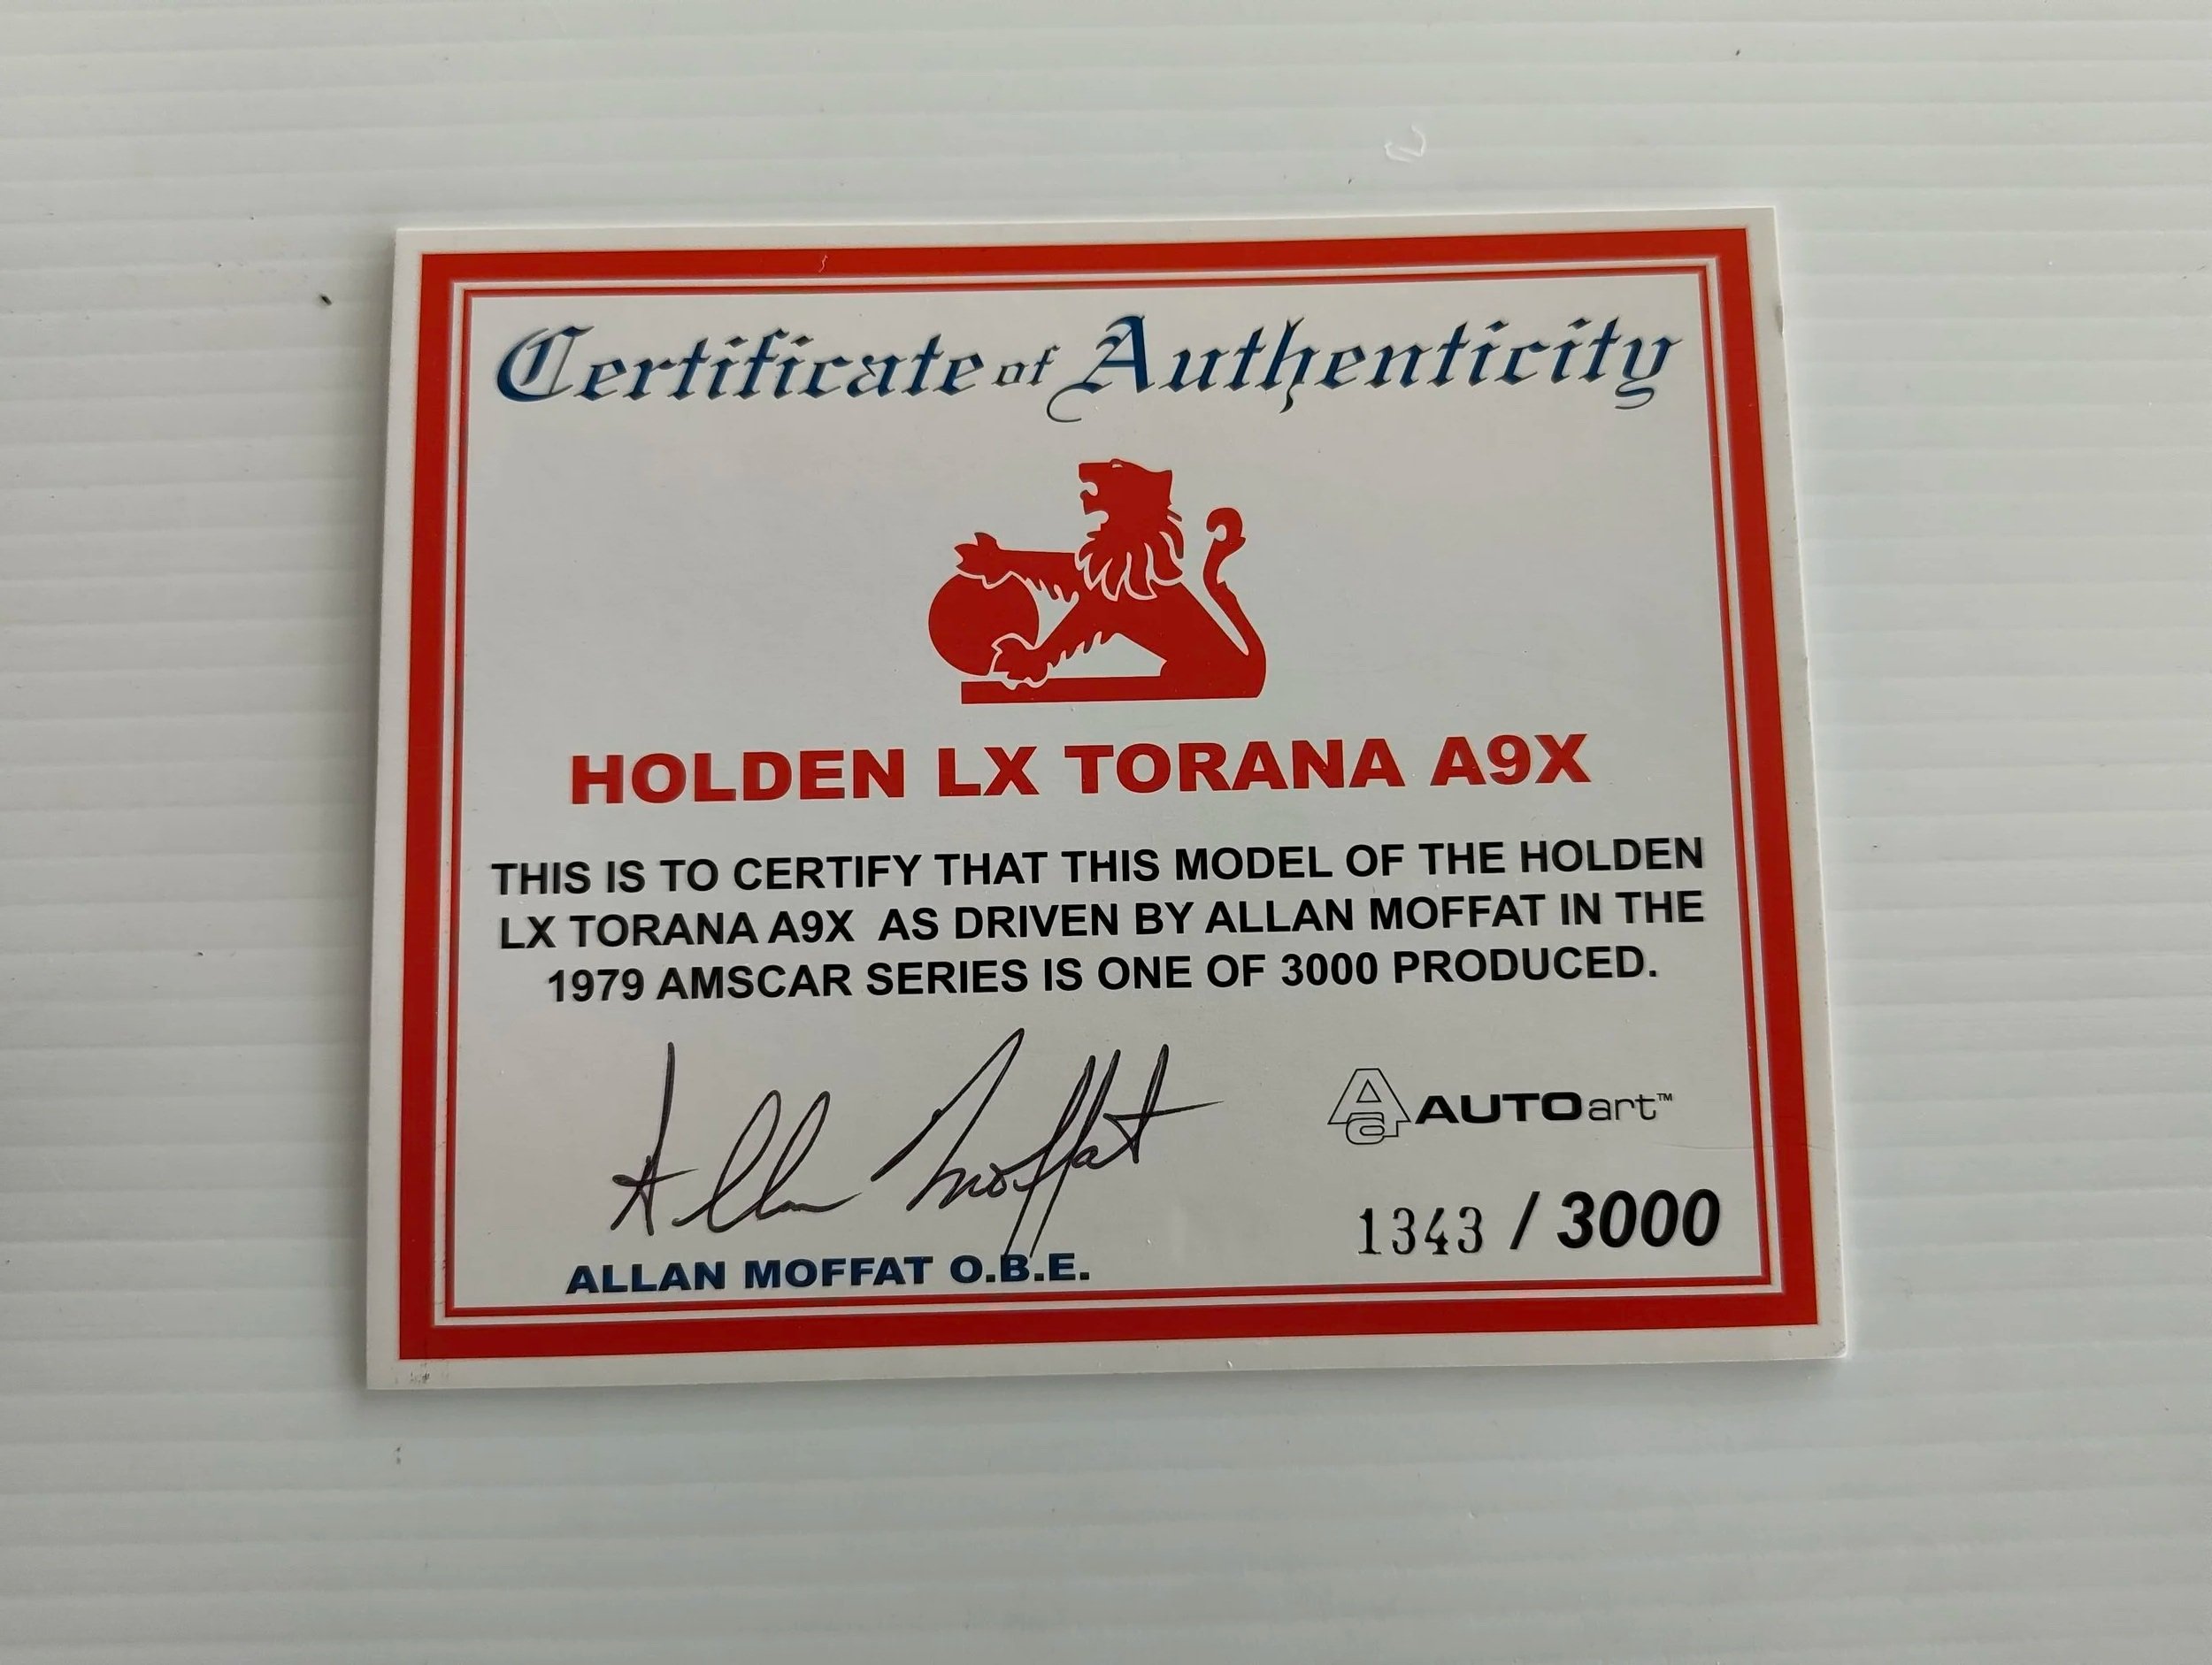 Certificate of Authenticity
HOLDEN LX TORANA A9X
THIS IS TO CERTIFY THAT THIS MODEL OF THE HOLDEN
LX TORANA A9X AS DRIVEN BY ALLAN MOFFAT IN THE
1979 AMSCAR SERIES IS ONE OF 3000 PRODUCED.
Allan Moffat
AA AUTOart™
1343 / 3000
ALLAN MOFFAT O.B.E.